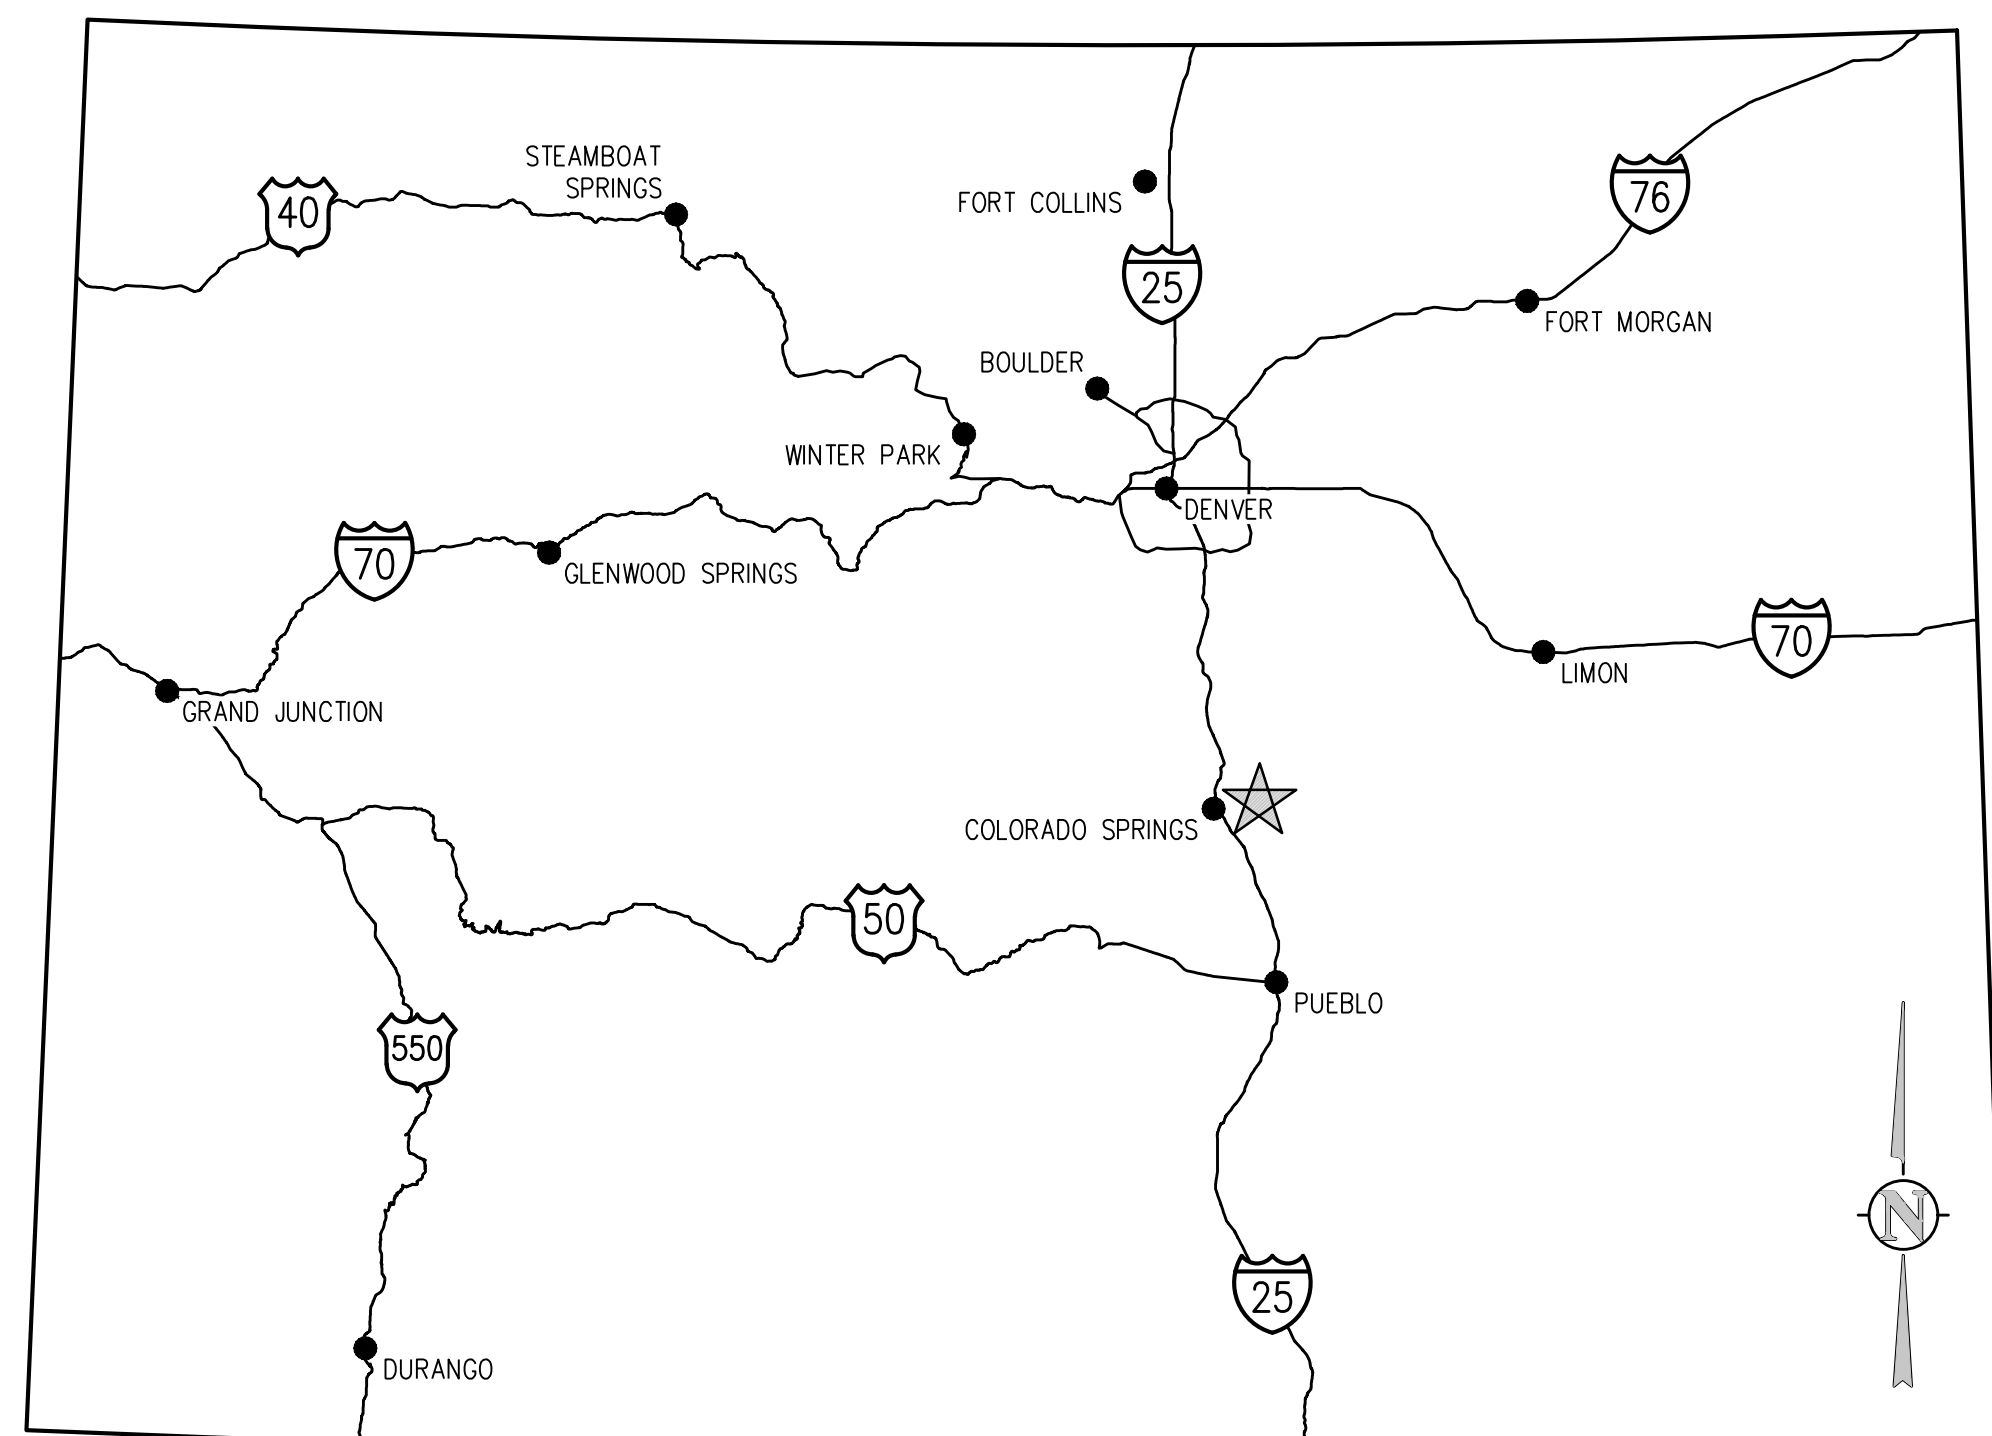 STEAMBOAT
SPRINGS
40
FORT COLLINS
76
25
FORT MORGAN
BOULDER
WINTER PARK
DENVER
70
GLENWOOD SPRINGS
70
LIMON
GRAND JUNCTION
COLORADO SPRINGS
50
PUEBLO
550
N
25
DURANGO